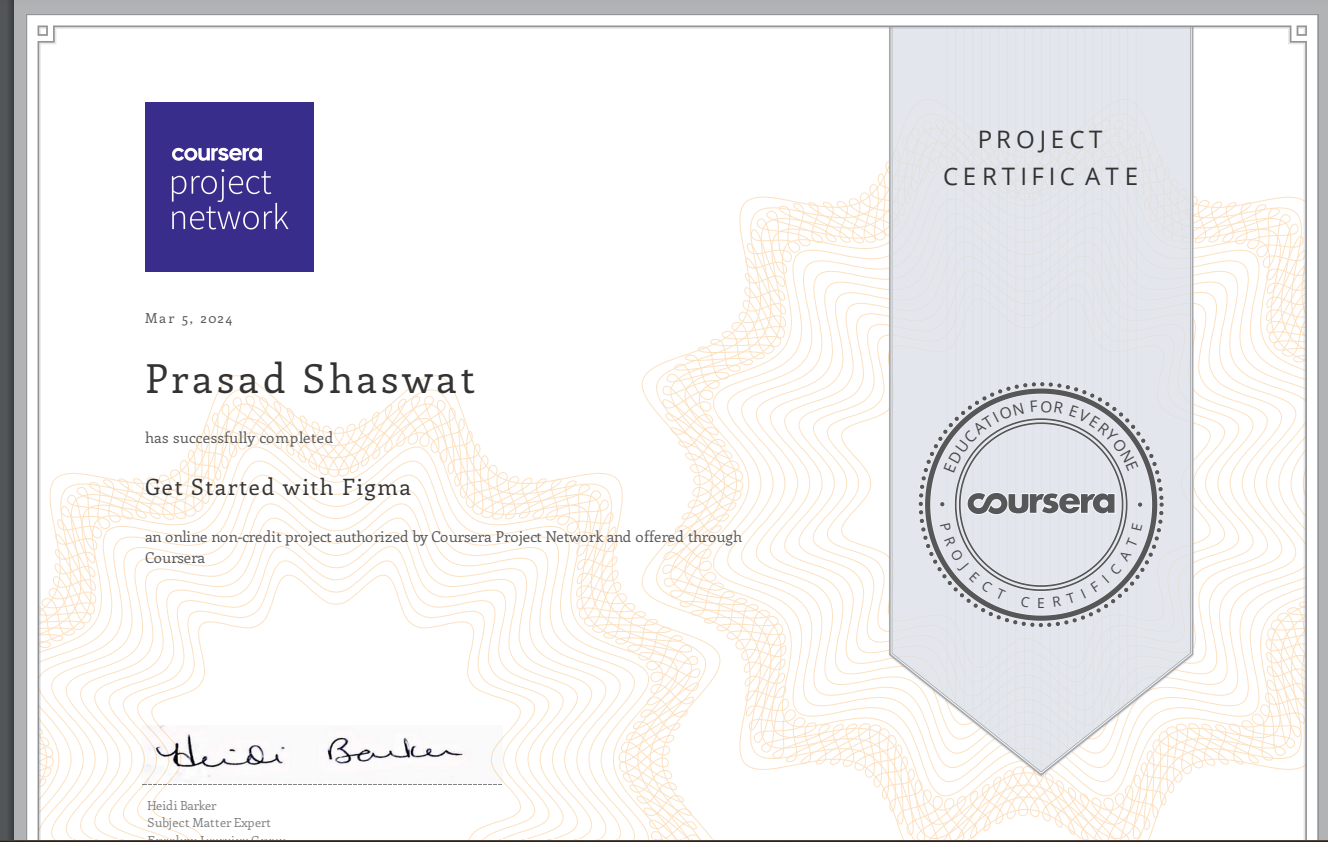 coursera
project
network
PROJECT
CERTIFICATE
Mar 5, 2024
Prasad Shaswat
has successfully completed
Get Started with Figma
an online non-credit project authorized by Coursera Project Network and offered through
Coursera
EDUCATION FOR EVERYONE
coursera
PROJECT CERTIFICATE
Heidi Barker
Heidi Barker
Subject Matter Expert